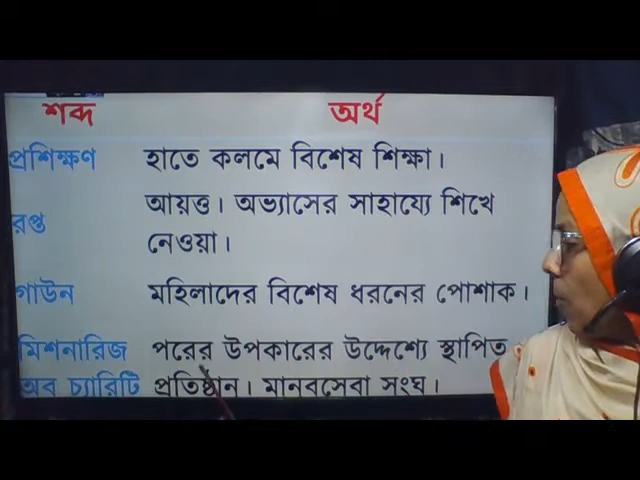 শব্দ অর্থ
প্রশিক্ষণ হাতে কলমে বিশেষ শিক্ষা।
রপ্ত আয়ত্ত। অভ্যাসের সাহায্যে শিখে
নেওয়া।
গাউন মহিলাদের বিশেষ ধরনের পোশাক।
মিশনারিজ পরের উপকারের উদ্দেশ্যে স্থাপিত
অব চ্যারিটি প্রতিষ্ঠান। মানবসেবা সংঘ।